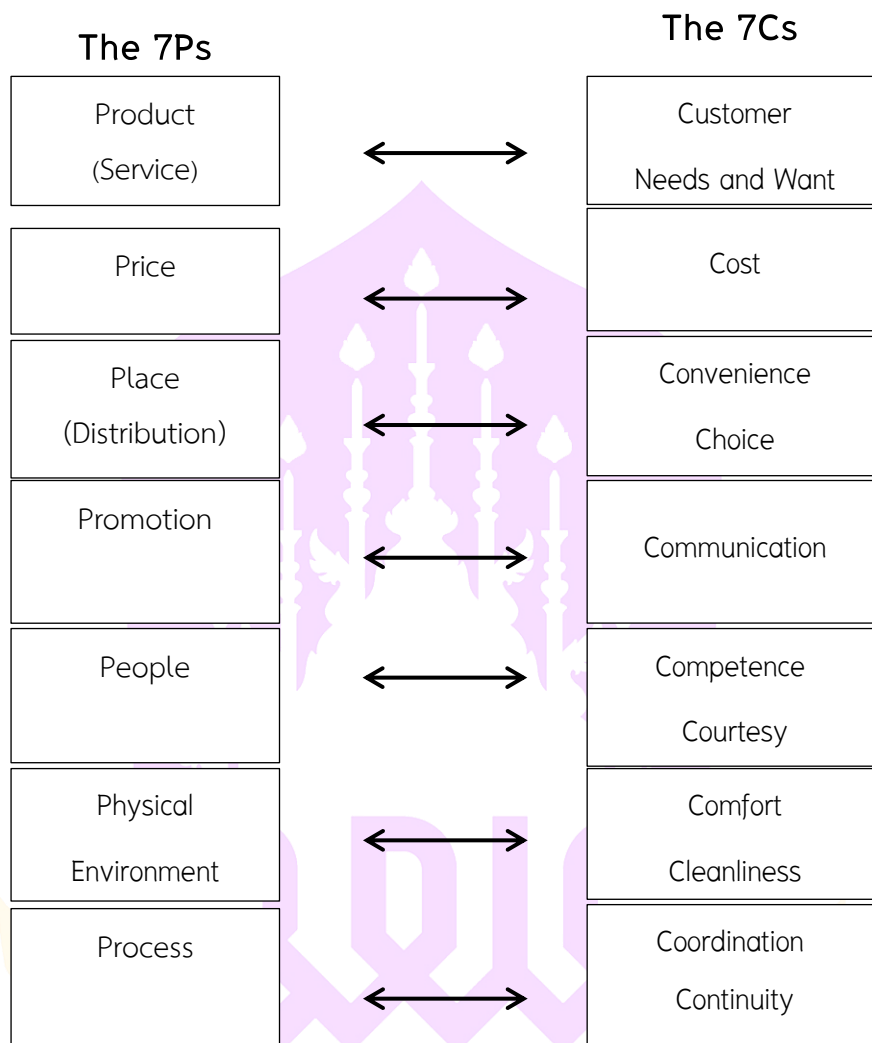 The 7Ps
The 7Cs
Product
(Service)
Customer
Needs and Want
Price
Cost
Place
(Distribution)
Convenience
Choice
Promotion
Communication
People
Competence
Courtesy
Physical
Environment
Comfort
Cleanliness
Process
Coordination
Continuity